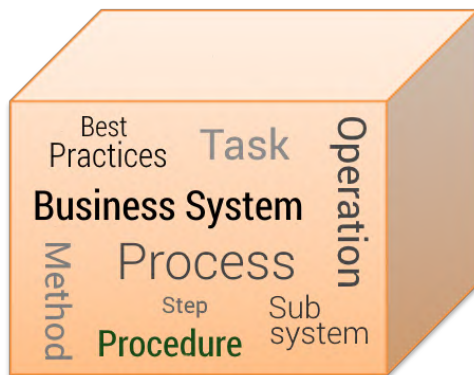 Best
Practices
Task
Operation
Business System
Method
Process
Step
Sub
system
Procedure